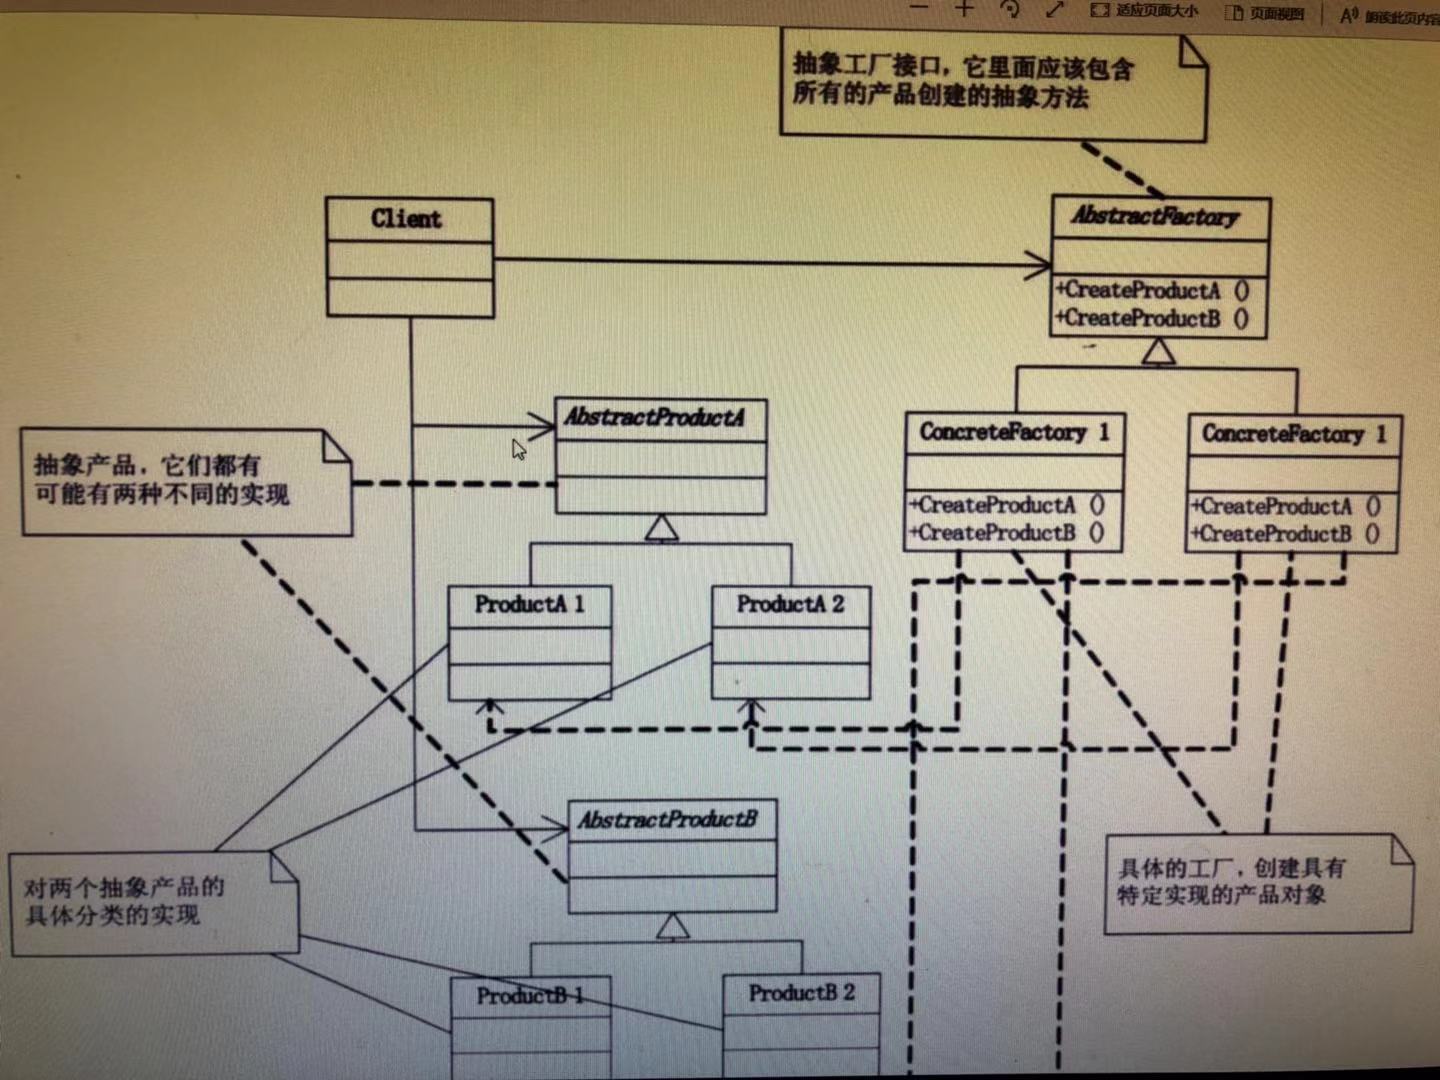 适应页面大小
页面视图
朗读此页内容
抽象工厂接口，它里面应该包含
所有的产品创建的抽象方法
Client
AbstractFactory
+CreateProductA ()
+CreateProductB ()
AbstractProductA
ConcreteFactory 1
+CreateProductA ()
+CreateProductB ()
ConcreteFactory 1
+CreateProductA ()
+CreateProductB ()
抽象产品，它们都有
可能有两种不同的实现
ProductA 1
ProductA 2
AbstractProductB
对两个抽象产品的
具体分类的实现
具体的工厂，创建具有
特定实现的产品对象
ProductB 1
ProductB 2